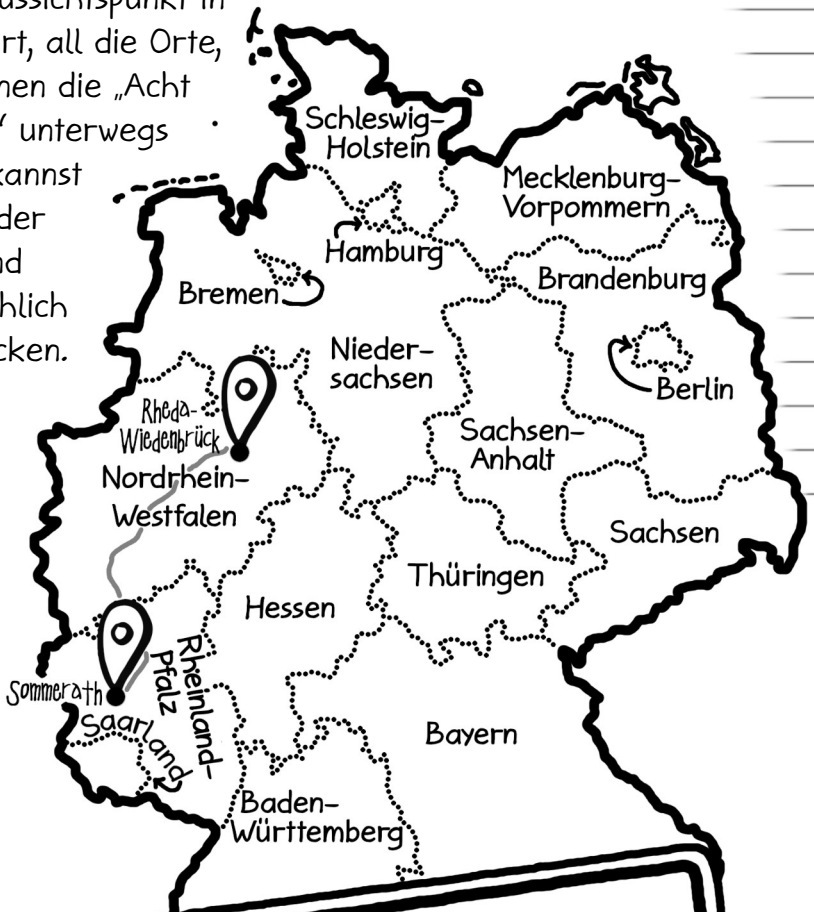 ussichtspunkt in
rt, all die Orte,
nen die „Acht
“ unterwegs
kannst
der
nd
hlich
cken.
Schleswig-
Holstein
Mecklenburg-
Vorpommern
Hamburg
Brandenburg
Bremen
Nieder-
sachsen
Berlin
Rheda-
Wiedenbrück
Sachsen-
Anhalt
Nordrhein-
Westfalen
Sachsen
Thüringen
Hessen
Rheinland-
Pfalz
Sommerath
Saarland
Bayern
Baden-
Württemberg